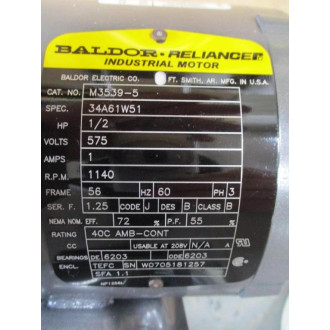 BALDOR • RELIANCE
INDUSTRIAL MOTOR
BALDOR ELECTRIC CO. FT. SMITH, AR. MFG. IN U.S.A.
CAT. NO. M3539-5
SPEC. 34A61W51
HP 1/2
VOLTS 575
AMPS 1
R.P.M. 1140
FRAME 56 HZ 60 PH 3
SER. F. 1.25 CODE J DES B CLASS B
NEMA NOM. EFF. 72 % P.F. 55 %
RATING 40C AMB-CONT
CC USABLE AT 208V N/A A
BEARINGS DE 6203 ODE 6203
ENCL. TEFC SN W0705181257
SFA 1.1